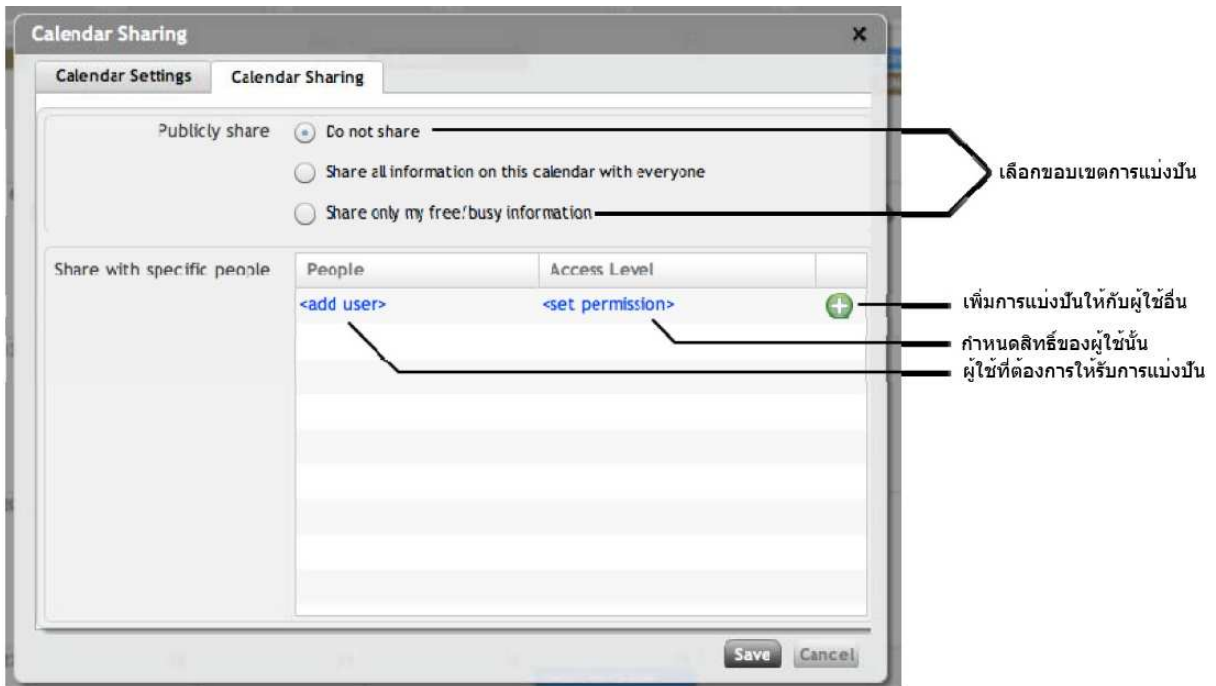 Calendar Sharing
Calendar Settings
Calendar Sharing
Publicly share
Do not share
Share all information on this calendar with everyone
เลือกขอบเขตการแบ่งปัน
Share only my free/busy information
Share with specific people
People
Access Level
<add user>
<set permission>
เพิ่มการแบ่งปันให้กับผู้ใช้อื่น
กำหนดสิทธิ์ของผู้ใช้นั้น
ผู้ใช้ที่ต้องการให้รับการแบ่งปัน
Save
Cancel